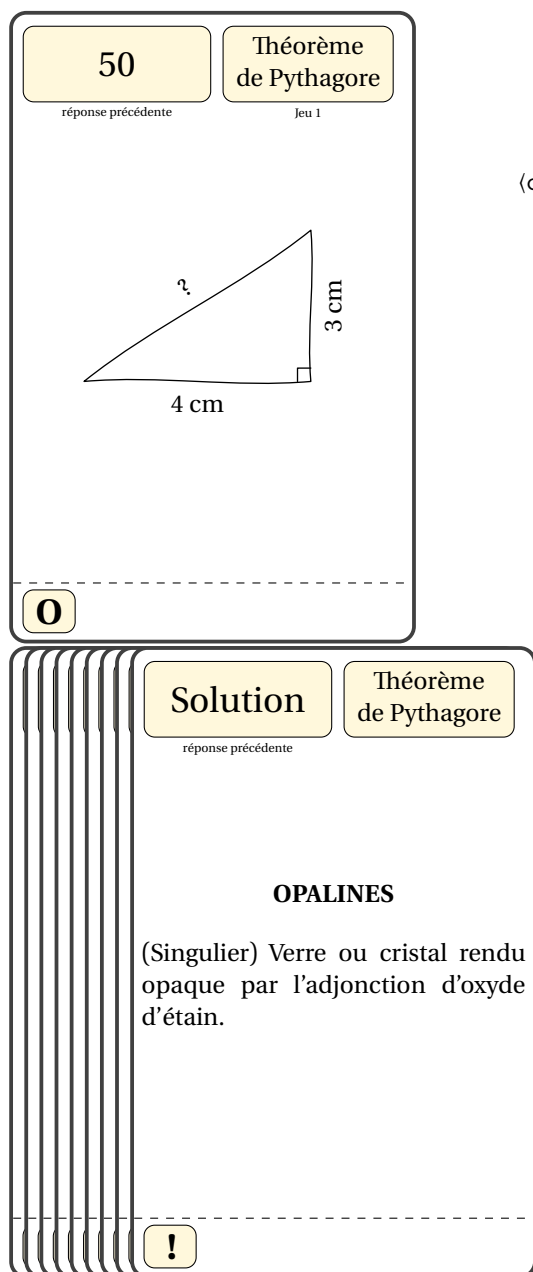 50
Théorème
de Pythagore
réponse précédente
Jeu 1
?
3 cm
4 cm
O
Solution
Théorème
de Pythagore
réponse précédente
OPALINES
(Singulier) Verre ou cristal rendu
opaque par l'adjonction d'oxyde
d'étain.
!